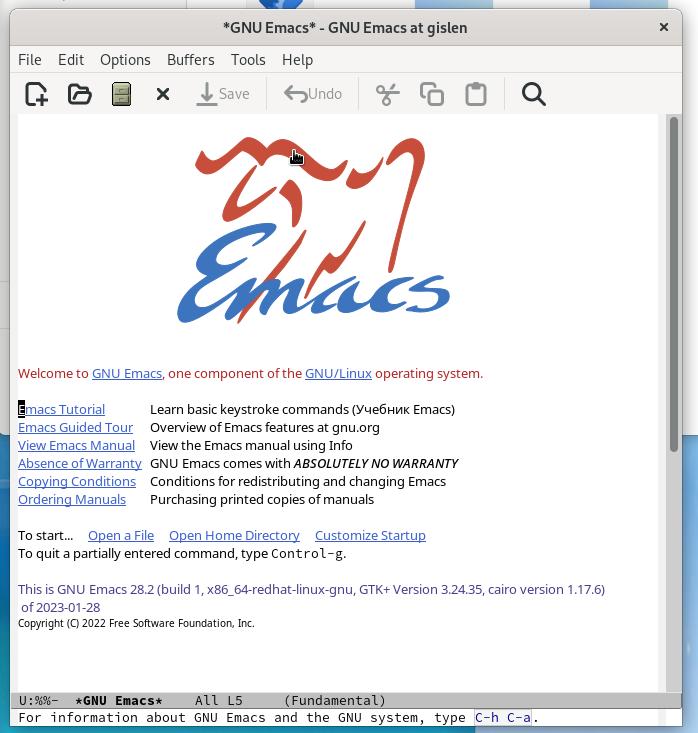 *GNU Emacs* - GNU Emacs at gislen
File Edit Options Buffers Tools Help
Save Undo
Emacs
Welcome to GNU Emacs, one component of the GNU/Linux operating system.
Emacs Tutorial Learn basic keystroke commands (Учебник Emacs)
Emacs Guided Tour Overview of Emacs features at gnu.org
View Emacs Manual View the Emacs manual using Info
Absence of Warranty GNU Emacs comes with ABSOLUTELY NO WARRANTY
Copying Conditions Conditions for redistributing and changing Emacs
Ordering Manuals Purchasing printed copies of manuals
To start... Open a File Open Home Directory Customize Startup
To quit a partially entered command, type Control-g.
This is GNU Emacs 28.2 (build 1, x86_64-redhat-linux-gnu, GTK+ Version 3.24.35, cairo version 1.17.6)
of 2023-01-28
Copyright (C) 2022 Free Software Foundation, Inc.
U:%%- *GNU Emacs* All L5 (Fundamental)
For information about GNU Emacs and the GNU system, type C-h C-a.